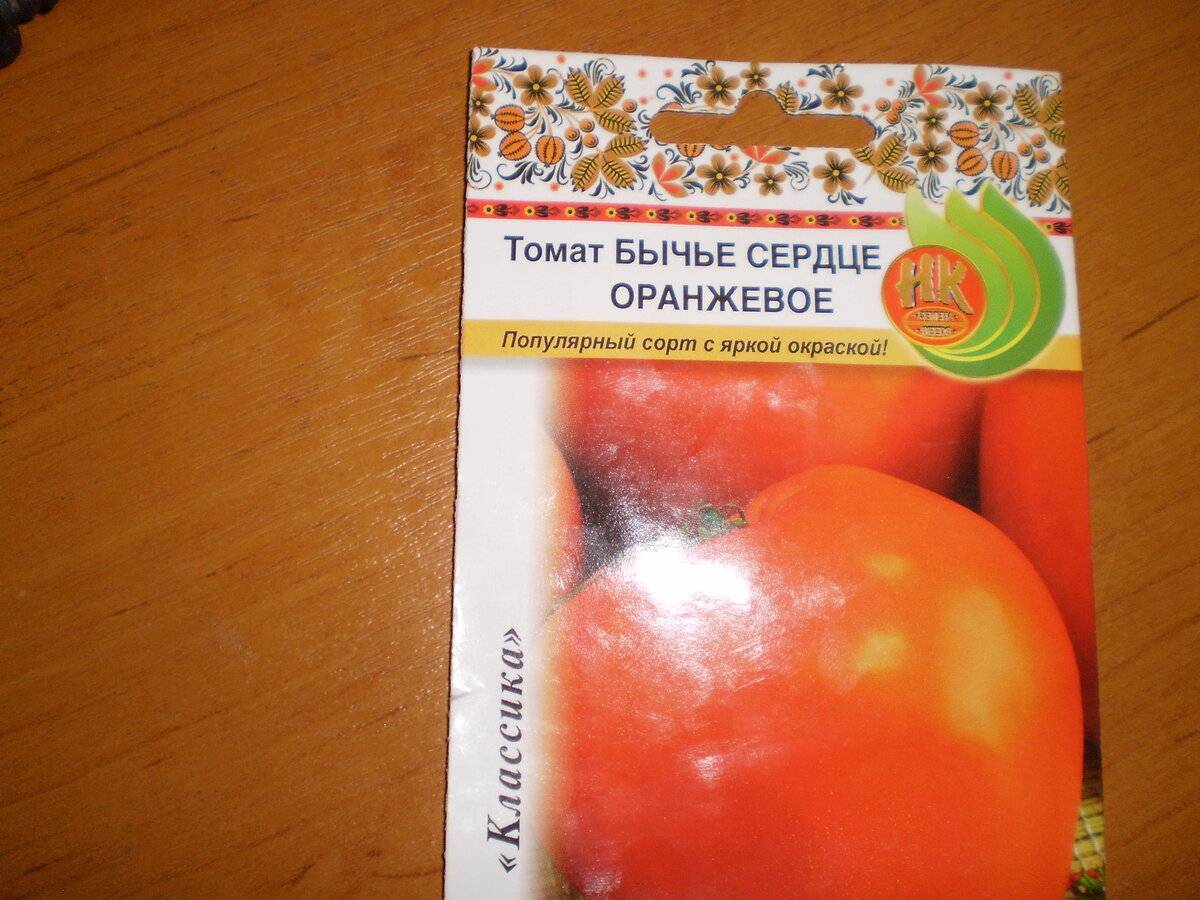 Томат БЫЧЬЕ СЕРДЦЕ
ОРАНЖЕВОЕ
НК
Популярный сорт с яркой окраской!
«Классика»